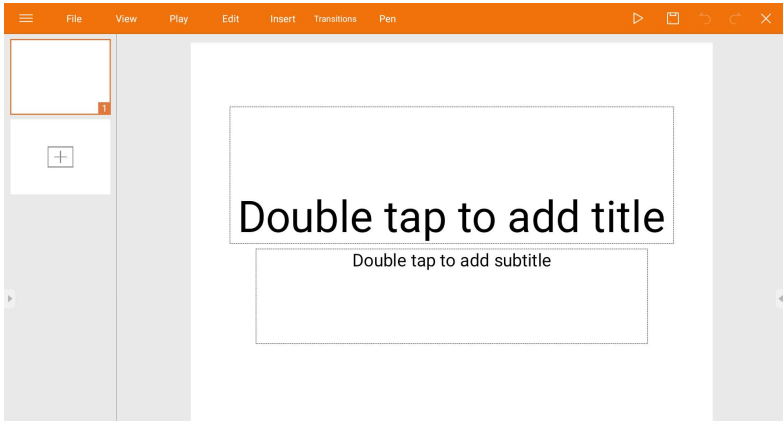 File View Play Edit Insert Transitions Pen
1
Double tap to add title
Double tap to add subtitle